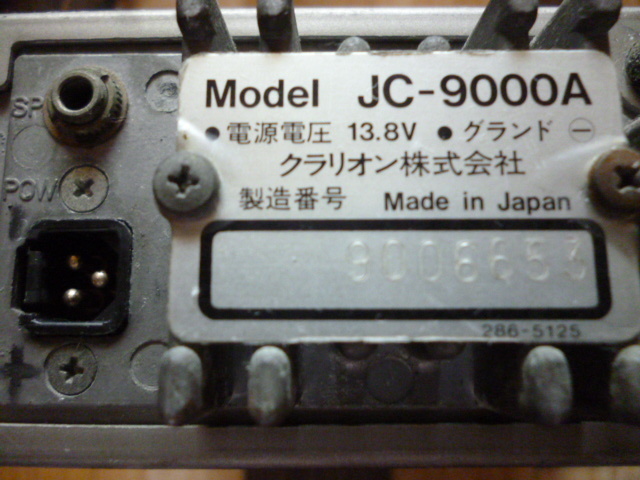 Model JC-9000A
SP
●電源電圧 13.8V ●グランド ⊖
クラリオン株式会社
POW
製造番号 Made in Japan
9008653
286-5125
+